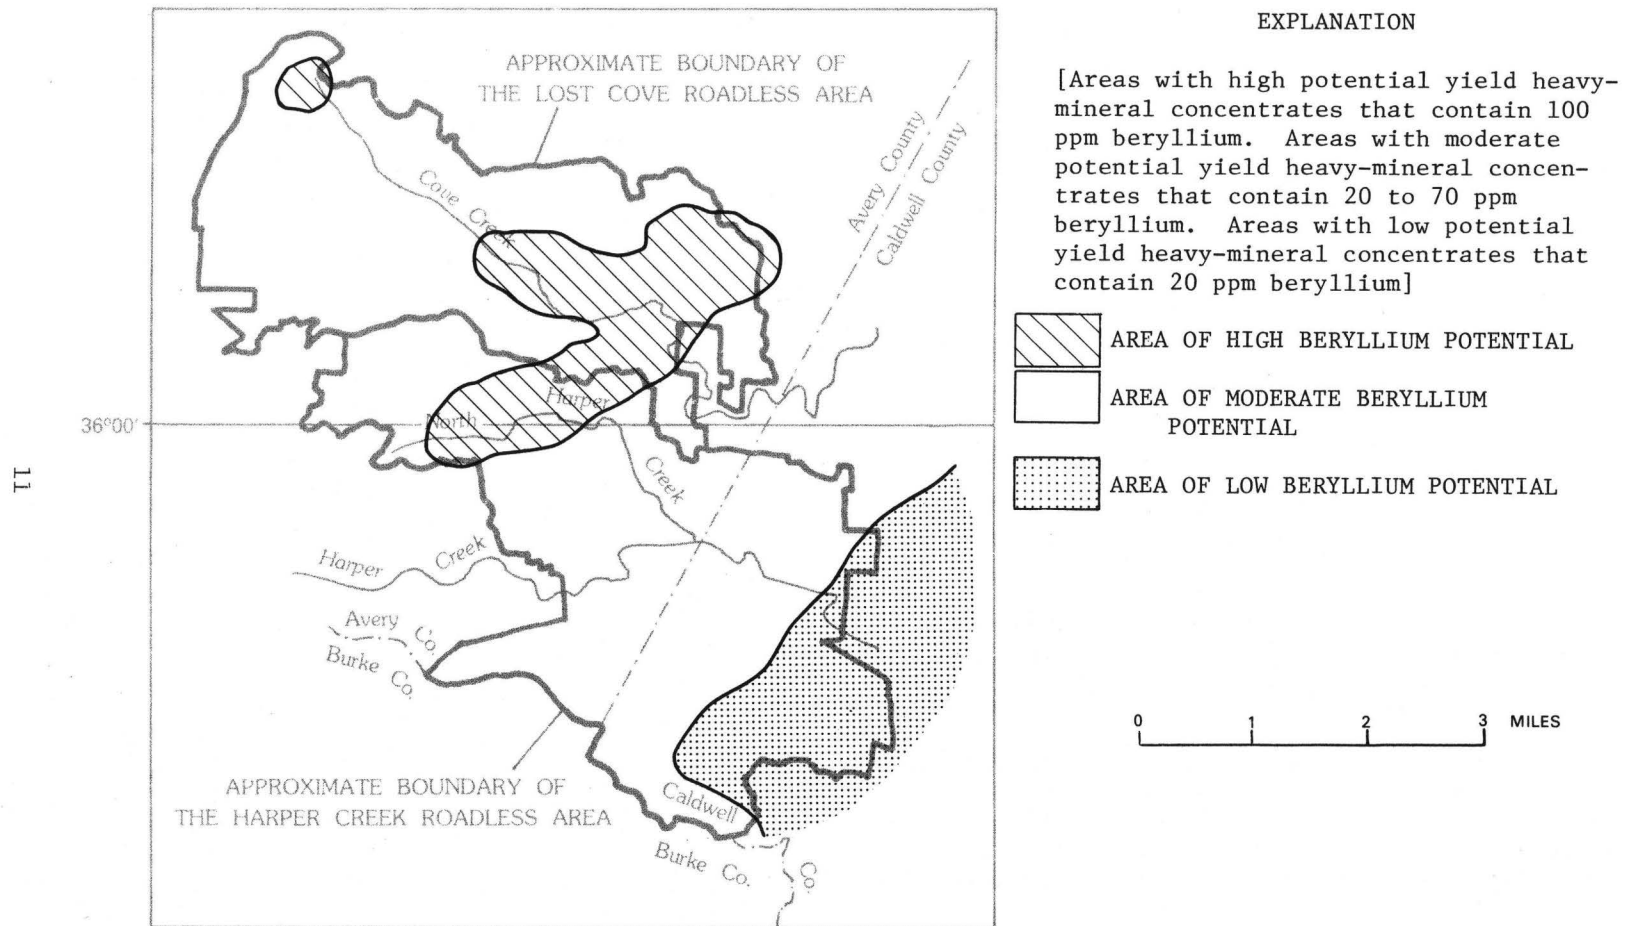 APPROXIMATE BOUNDARY OF
THE LOST COVE ROADLESS AREA
Avery County
Caldwell County
Cove Creek
36°00'
North Harper
Creek
Harper Creek
Avery Co.
Burke Co.
APPROXIMATE BOUNDARY OF
THE HARPER CREEK ROADLESS AREA
Caldwell Co.
Burke Co.
11
EXPLANATION
[Areas with high potential yield heavy-
mineral concentrates that contain 100
ppm beryllium. Areas with moderate
potential yield heavy-mineral concen-
trates that contain 20 to 70 ppm
beryllium. Areas with low potential
yield heavy-mineral concentrates that
contain 20 ppm beryllium]
AREA OF HIGH BERYLLIUM POTENTIAL
AREA OF MODERATE BERYLLIUM
POTENTIAL
AREA OF LOW BERYLLIUM POTENTIAL
0 1 2 3 MILES